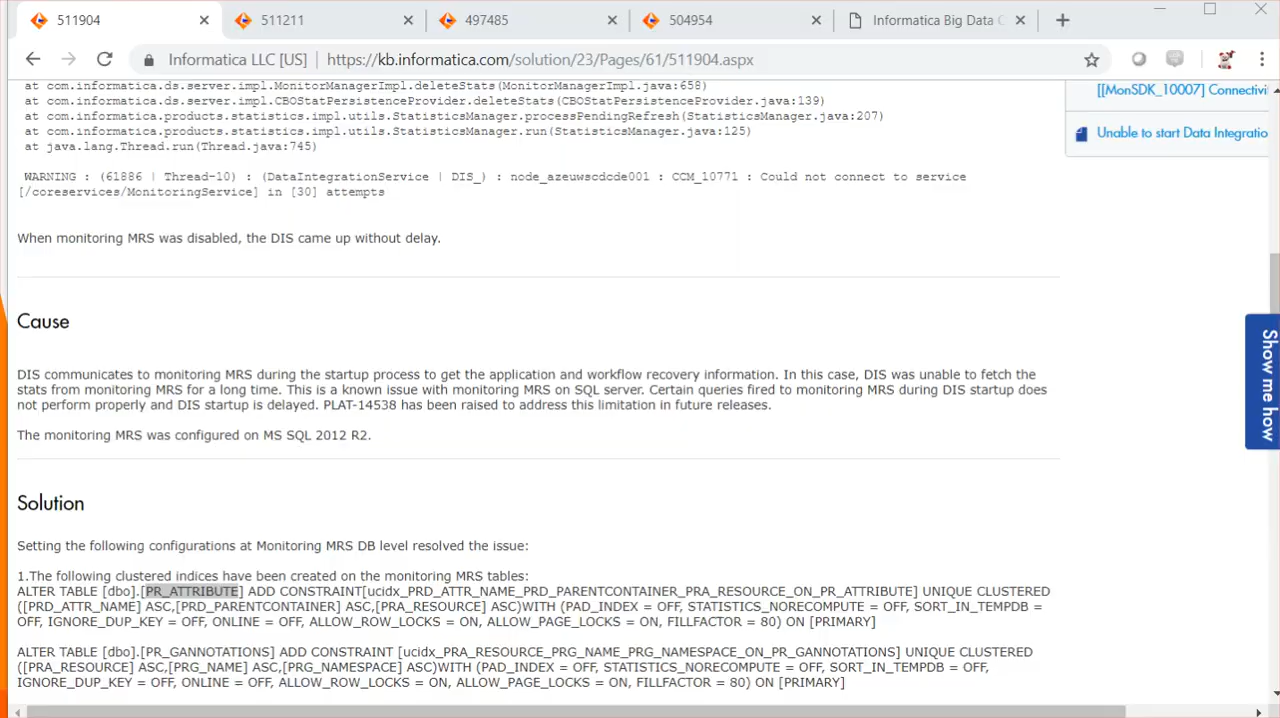 511904
511211
497485
504954
Informatica Big Data C
Informatica LLC [US]
https://kb.informatica.com/solution/23/Pages/61/511904.aspx
at com.informatica.ds.server.impl.MonitorManagerImpl.deleteStats(MonitorManagerImpl.java:658)
at com.informatica.ds.server.impl.CBOStatPersistenceProvider.deleteStats(CBOStatPersistenceProvider.java:139)
at com.informatica.products.statistics.impl.utils.StatisticsManager.processPendingRefresh(StatisticsManager.java:207)
at com.informatica.products.statistics.impl.utils.StatisticsManager.run(StatisticsManager.java:125)
at java.lang.Thread.run(Thread.java:745)
WARNING : (61886 | Thread-10) : (DataIntegrationService | DIS_) : node_azeuwscdcde001 : CCM_10771 : Could not connect to service
[/coreservices/MonitoringService] in [30] attempts
When monitoring MRS was disabled, the DIS came up without delay.
[[MonSDK_10007] Connectivi
Unable to start Data Integratio
Show me how
Cause
DIS communicates to monitoring MRS during the startup process to get the application and workflow recovery information. In this case, DIS was unable to fetch the
stats from monitoring MRS for a long time. This is a known issue with monitoring MRS on SQL server. Certain queries fired to monitoring MRS during DIS startup does
not perform properly and DIS startup is delayed. PLAT-14538 has been raised to address this limitation in future releases.
The monitoring MRS was configured on MS SQL 2012 R2.
Solution
Setting the following configurations at Monitoring MRS DB level resolved the issue:
1.The following clustered indices have been created on the monitoring MRS tables:
ALTER TABLE [dbo].[PR_ATTRIBUTE] ADD CONSTRAINT[ucidx_PRD_ATTR_NAME_PRD_PARENTCONTAINER_PRA_RESOURCE_ON_PR_ATTRIBUTE] UNIQUE CLUSTERED
([PRD_ATTR_NAME] ASC,[PRD_PARENTCONTAINER] ASC,[PRA_RESOURCE] ASC)WITH (PAD_INDEX = OFF, STATISTICS_NORECOMPUTE = OFF, SORT_IN_TEMPDB =
OFF, IGNORE_DUP_KEY = OFF, ONLINE = OFF, ALLOW_ROW_LOCKS = ON, ALLOW_PAGE_LOCKS = ON, FILLFACTOR = 80) ON [PRIMARY]
ALTER TABLE [dbo].[PR_GANNOTATIONS] ADD CONSTRAINT [ucidx_PRA_RESOURCE_PRG_NAME_PRG_NAMESPACE_ON_PR_GANNOTATIONS] UNIQUE CLUSTERED
([PRA_RESOURCE] ASC,[PRG_NAME] ASC,[PRG_NAMESPACE] ASC)WITH (PAD_INDEX = OFF, STATISTICS_NORECOMPUTE = OFF, SORT_IN_TEMPDB = OFF,
IGNORE_DUP_KEY = OFF, ONLINE = OFF, ALLOW_ROW_LOCKS = ON, ALLOW_PAGE_LOCKS = ON, FILLFACTOR = 80) ON [PRIMARY]